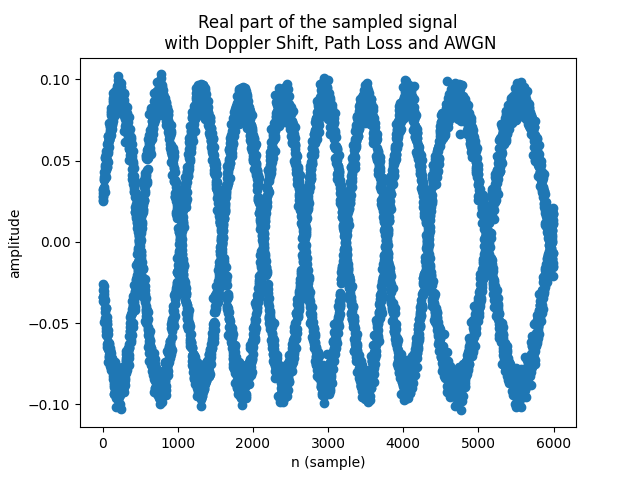 Real part of the sampled signal
with Doppler Shift, Path Loss and AWGN
0.10
0.05
0.00
−0.05
−0.10
amplitude
0 1000 2000 3000 4000 5000 6000
n (sample)